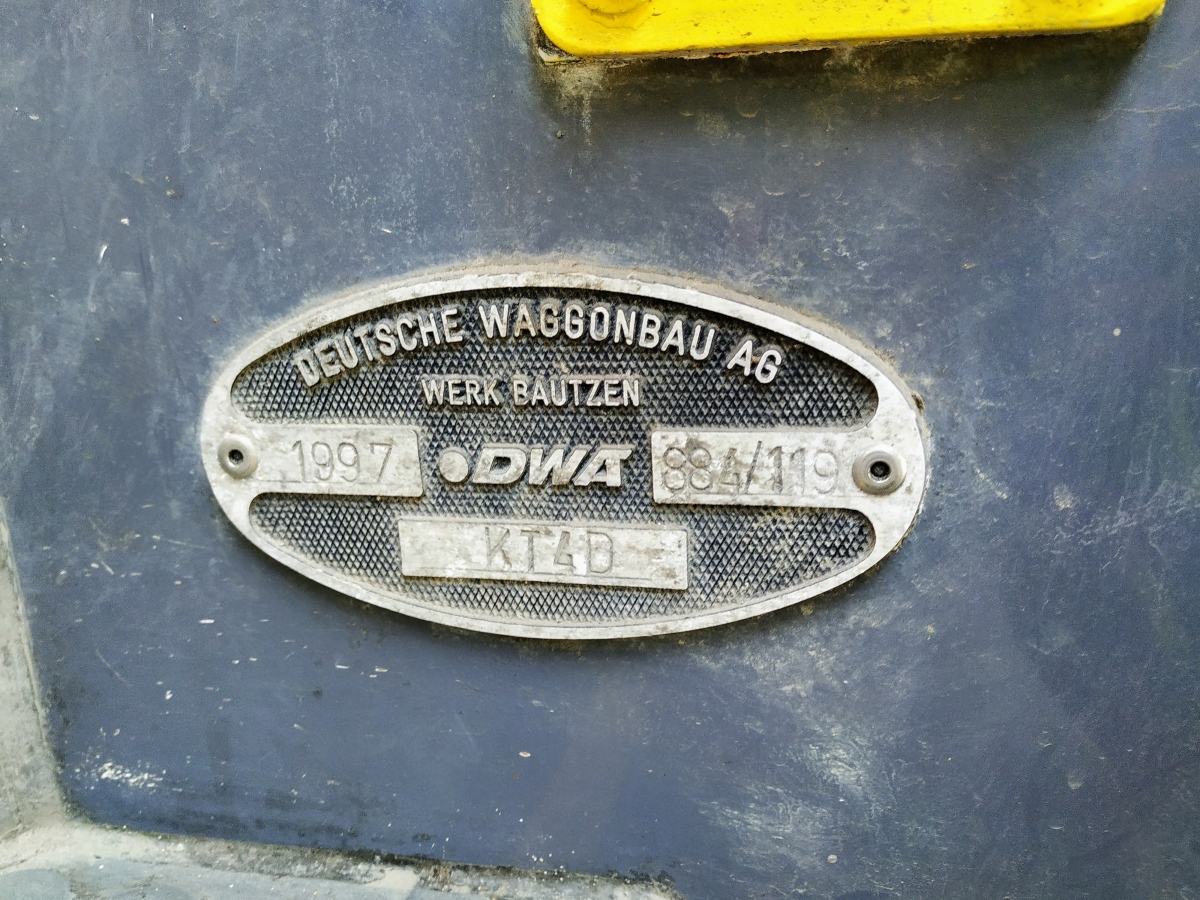 DEUTSCHE WAGGONBAU AG
WERK BAUTZEN
1997 DWA 884/119
KT4D